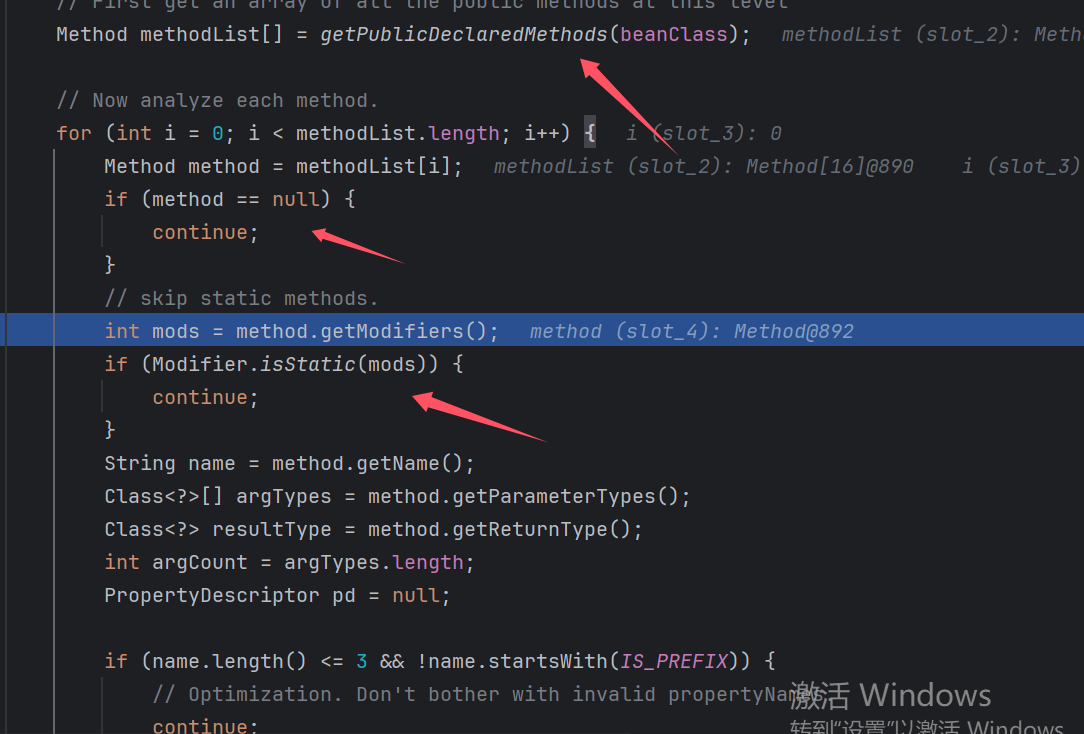 // First get an array of all the public methods at this level
Method methodList[] = getPublicDeclaredMethods(beanClass);   methodList (slot_2): Meth
// Now analyze each method.
for (int i = 0; i < methodList.length; i++) {   i (slot_3): 0
Method method = methodList[i];   methodList (slot_2): Method[16]@890   i (slot_3)
if (method == null) {
continue;
}
// skip static methods.
int mods = method.getModifiers();   method (slot_4): Method@892
if (Modifier.isStatic(mods)) {
continue;
}
String name = method.getName();
Class<?>[] argTypes = method.getParameterTypes();
Class<?> resultType = method.getReturnType();
int argCount = argTypes.length;
PropertyDescriptor pd = null;
if (name.length() <= 3 && !name.startsWith(IS_PREFIX)) {
// Optimization. Don't bother with invalid propertyNames
激活 Windows
continue;
转到“设置”以激活 Windows